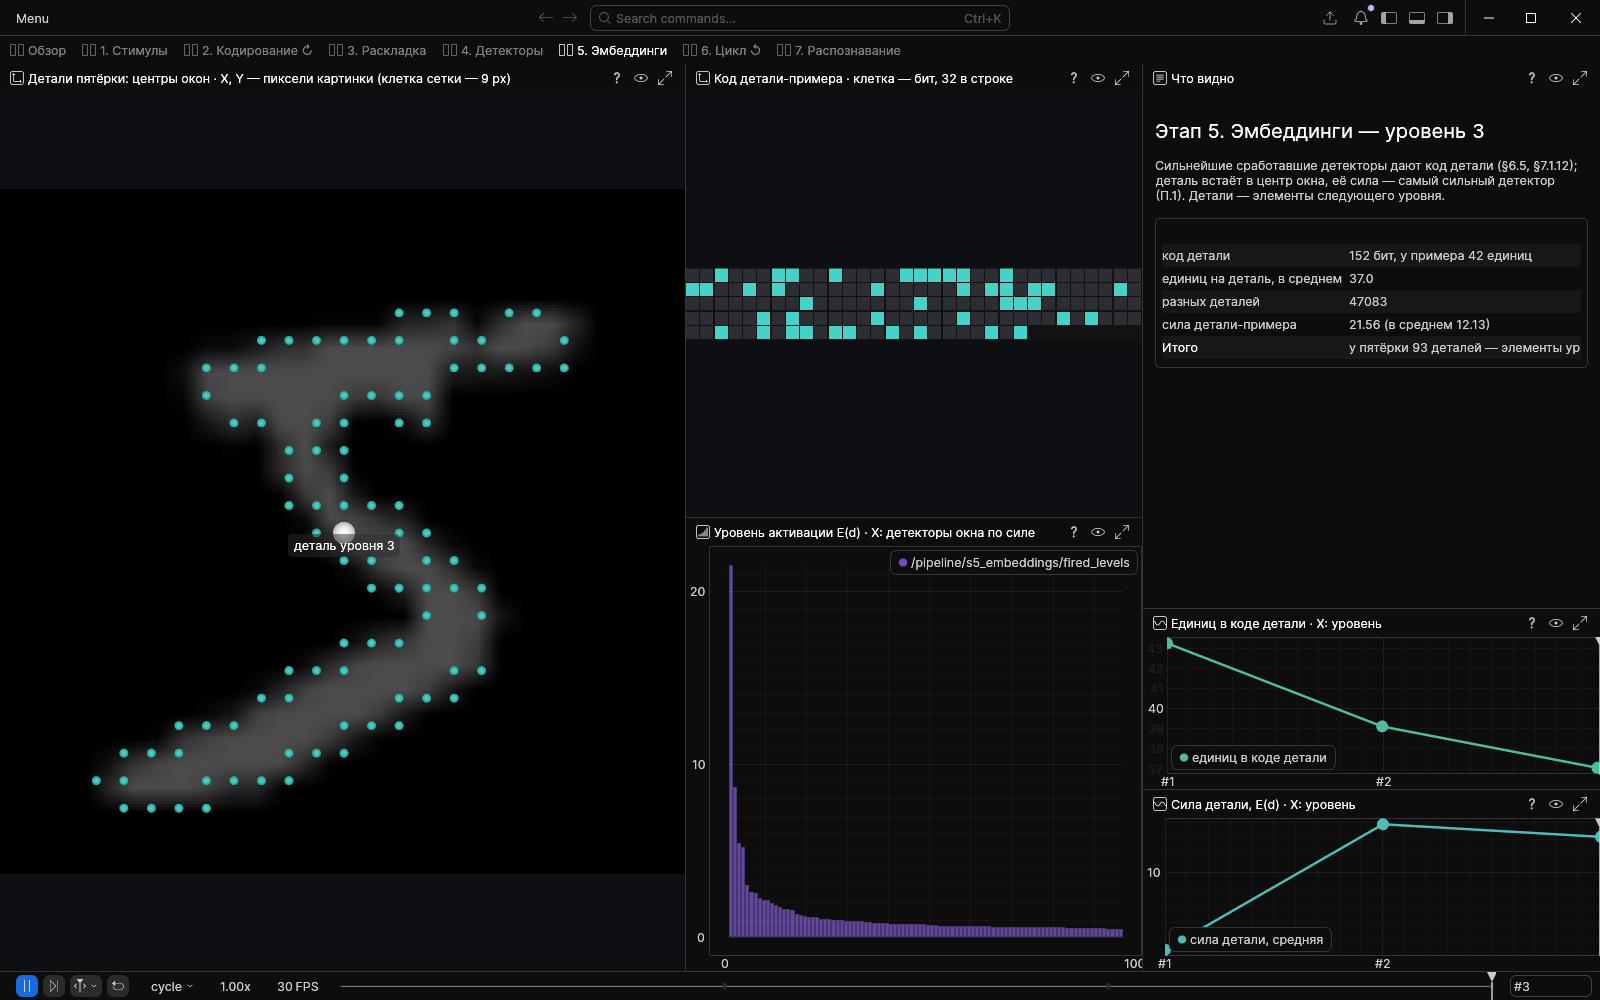 Menu
Search commands...
Ctrl+K
Обзор
1. Стимулы
2. Кодирование
3. Раскладка
4. Детекторы
5. Эмбеддинги
6. Цикл
7. Распознавание
Детали пятёрки: центры окон · X, Y — пиксели картинки (клетка сетки — 9 px)
?
деталь уровня 3
Код детали-примера · клетка — бит, 32 в строке
?
Уровень активации E(d) · X: детекторы окна по силе
?
/pipeline/s5_embeddings/fired_levels
20
10
0
0
100
Что видно
?
Этап 5. Эмбеддинги — уровень 3
Сильнейшие сработавшие детекторы дают код детали (§6.5, §7.1.12);
деталь встаёт в центр окна, её сила — самый сильный детектор
(П.1). Детали — элементы следующего уровня.
код детали 152 бит, у примера 42 единиц
единиц на деталь, в среднем 37.0
разных деталей 47083
сила детали-примера 21.56 (в среднем 12.13)
Итого у пятёрки 93 деталей — элементы ур
Единиц в коде детали · X: уровень
?
43
42
41
40
39
38
37
единиц в коде детали
#1
#2
Сила детали, E(d) · X: уровень
?
10
сила детали, средняя
#1
#2
cycle
1.00x
30 FPS
#3